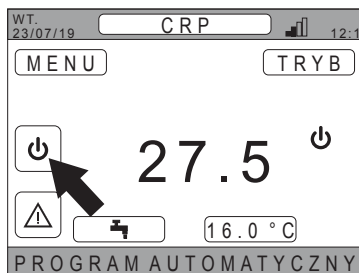 WT.
23/07/19 CRP 12:1
MENU TRYB
27.5
16.0 °C
PROGRAM AUTOMATYCZNY